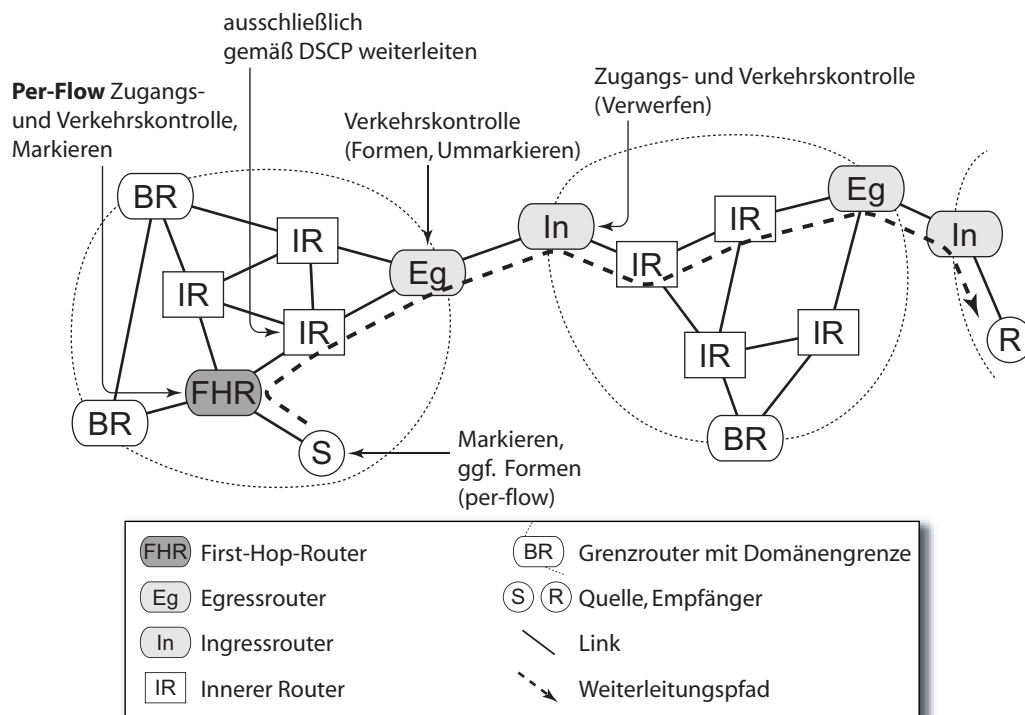 ausschließlich
gemäß DSCP weiterleiten
Per-Flow Zugangs-
und Verkehrskontrolle,
Markieren
Verkehrskontrolle
(Formen, Ummarkieren)
Zugangs- und Verkehrskontrolle
(Verwerfen)
BR
IR
IR
IR
Eg
In
IR
IR
Eg
In
IR
IR
R
FHR
BR
S
BR
Markieren,
ggf. Formen
(per-flow)
FHR First-Hop-Router
BR Grenzrouter mit Domänengrenze
Eg Egressrouter
S R Quelle, Empfänger
In Ingressrouter
Link
IR Innerer Router
Weiterleitungspfad